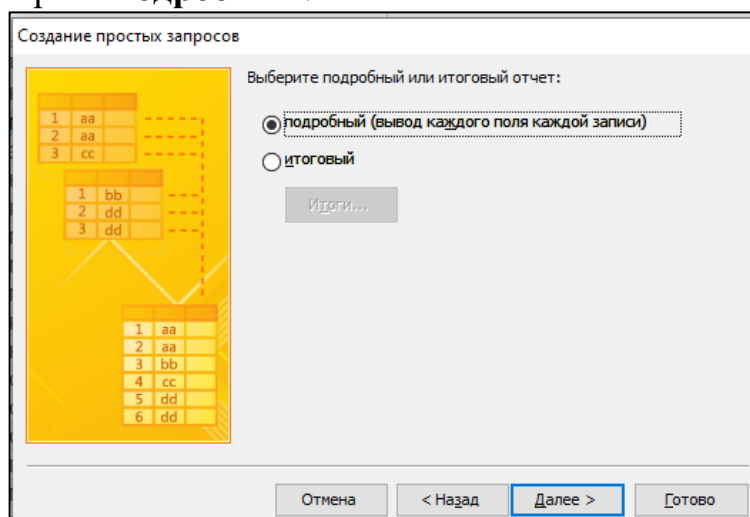 Создание простых запросов
Выберите подробный или итоговый отчет:
подробный (вывод каждого поля каждой записи)
итоговый
Итоги...
1 aa
2 aa
3 cc
1 bb
2 dd
3 dd
1 aa
2 aa
3 bb
4 cc
5 dd
6 dd
Отмена
< Назад
Далее >
Готово